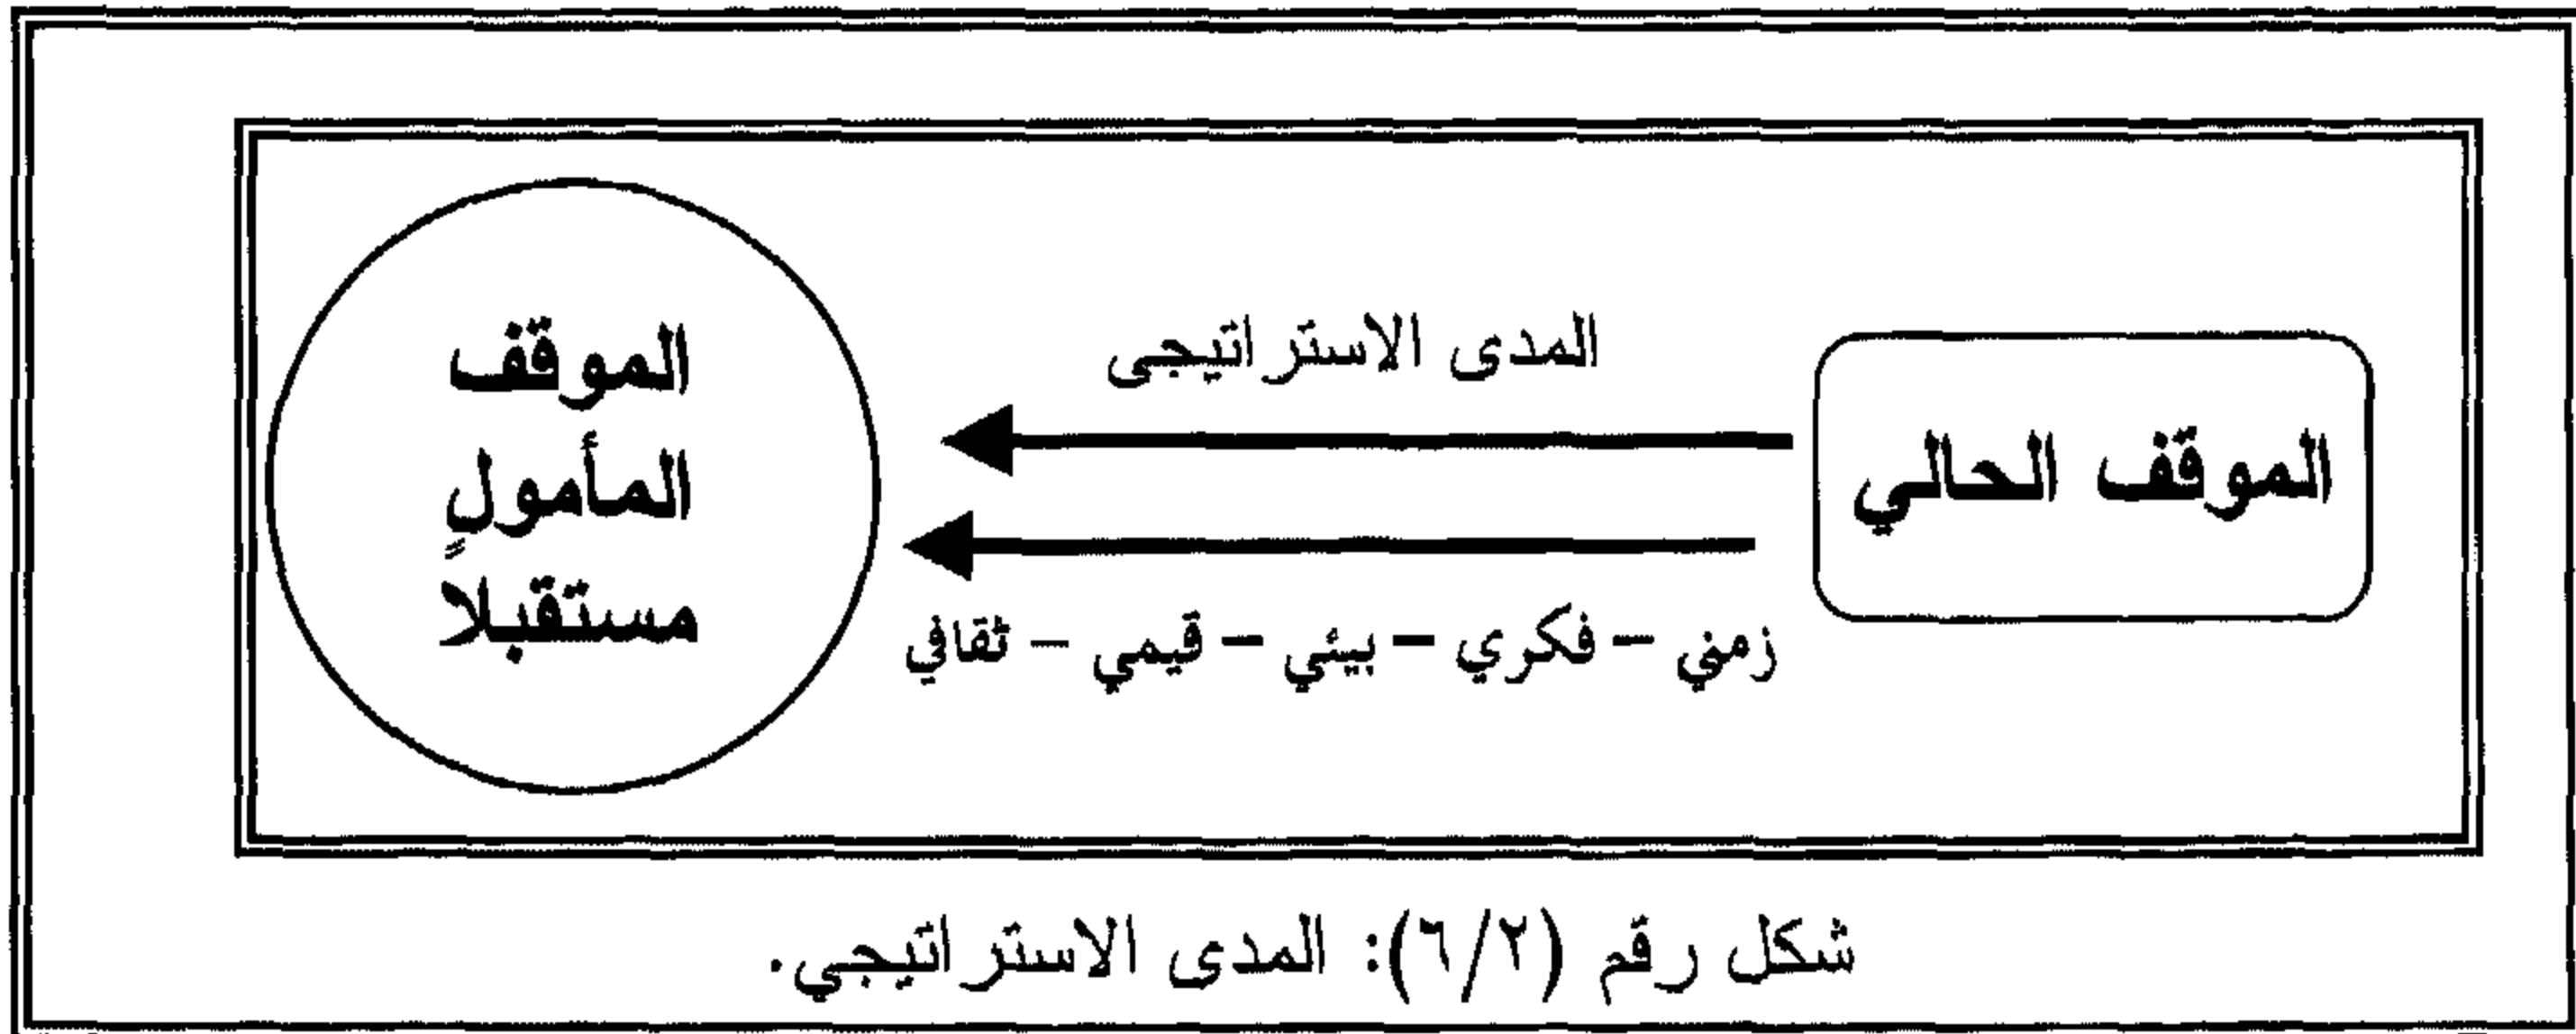 المدى الاستراتيجى
الموقف الحالي
زمني – فكري – بيئي – قيمي – ثقافي
الموقف
المأمول
مستقبلاً
شكل رقم (٦/٢): المدى الاستراتيجي.